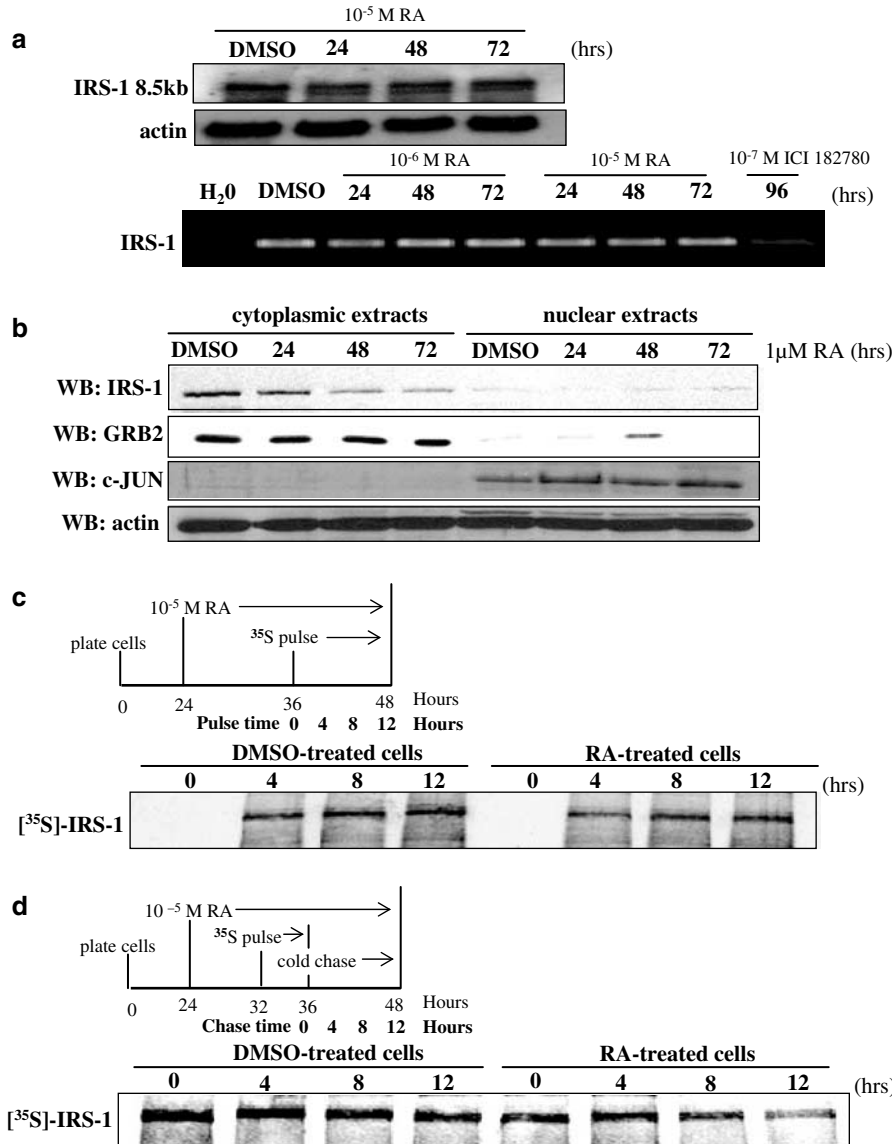 a
10⁻⁵ M RA
DMSO 24 48 72 (hrs)
IRS-1 8.5kb
actin
10⁻⁶ M RA 10⁻⁵ M RA 10⁻⁷ M ICI 182780
H₂0 DMSO 24 48 72 24 48 72 96 (hrs)
IRS-1
b
cytoplasmic extracts nuclear extracts
DMSO 24 48 72 DMSO 24 48 72 1μM RA (hrs)
WB: IRS-1
WB: GRB2
WB: c-JUN
WB: actin
c
10⁻⁵ M RA
plate cells ³⁵S pulse
0 24 36 48 Hours
Pulse time 0 4 8 12 Hours
DMSO-treated cells RA-treated cells
0 4 8 12 0 4 8 12 (hrs)
[³⁵S]-IRS-1
d
10 ⁻⁵ M RA
³⁵S pulse
plate cells cold chase
0 24 32 36 48 Hours
Chase time 0 4 8 12 Hours
DMSO-treated cells RA-treated cells
0 4 8 12 0 4 8 12 (hrs)
[³⁵S]-IRS-1